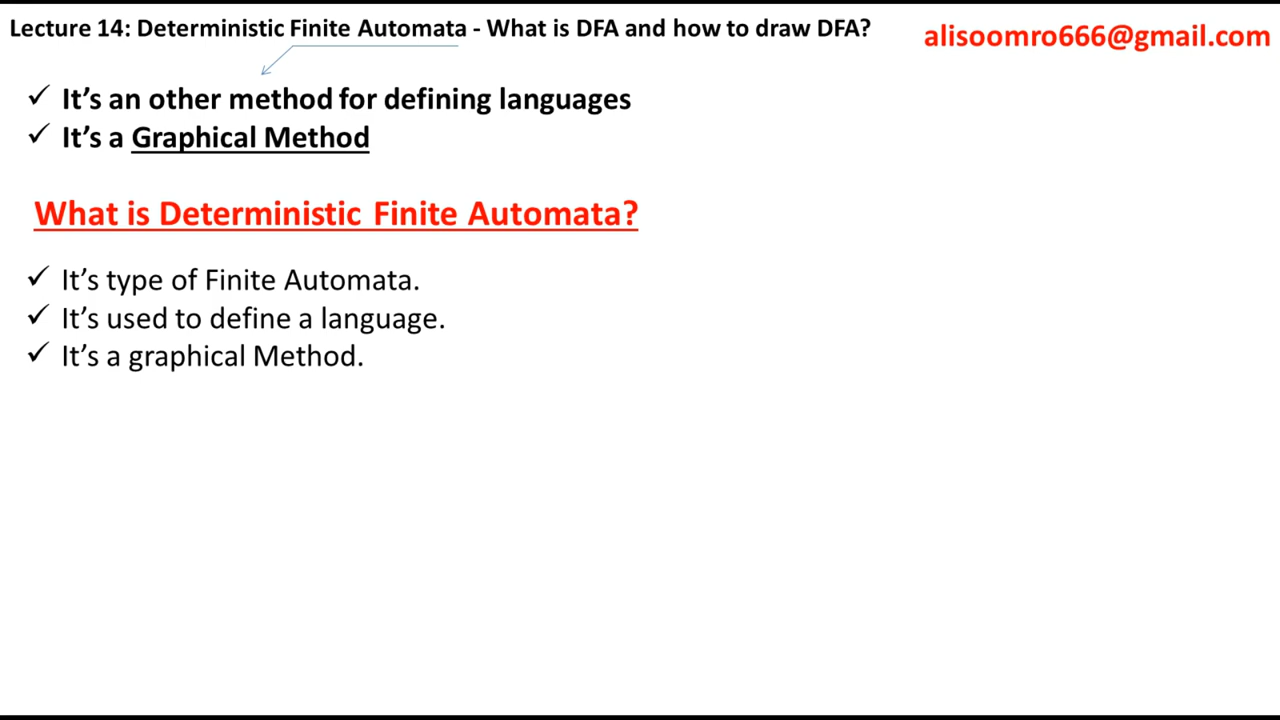 Lecture 14: Deterministic Finite Automata - What is DFA and how to draw DFA?
alisoomro666@gmail.com
✓ It’s an other method for defining languages
✓ It’s a Graphical Method
What is Deterministic Finite Automata?
✓ It’s type of Finite Automata.
✓ It’s used to define a language.
✓ It’s a graphical Method.